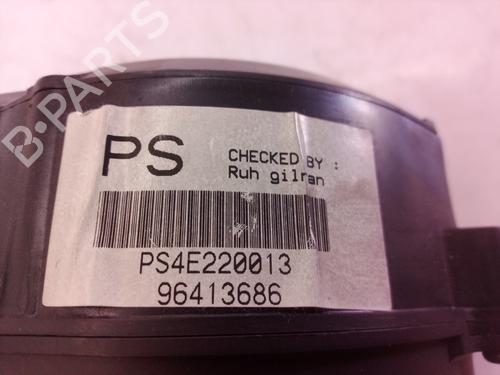 B-PARTS
PS
CHECKED BY :
Ruh gilran
PS4E220013
96413686